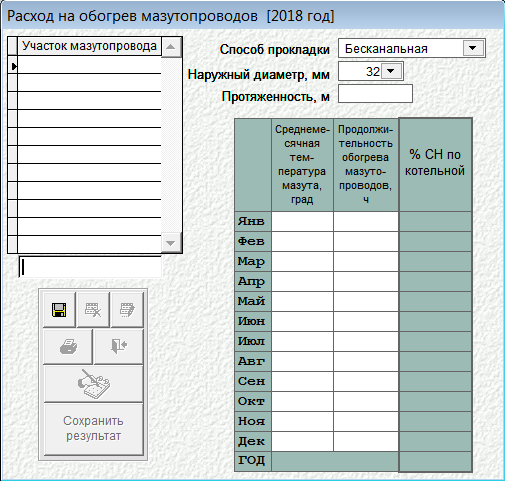 Расход на обогрев мазутопроводов [2018 год]
Участок мазутопровода
Способ прокладки
Бесканальная
Наружный диаметр, мм
32
Протяженность, м
Среднеме-
сячная
тем-
пература
мазута,
град
Продолжи-
тельность
обогрева
мазуто-
проводов,
ч
% СН по
котельной
Янв
Фев
Мар
Апр
Май
Июн
Июл
Авг
Сен
Окт
Ноя
Дек
ГОД
Сохранить
результат